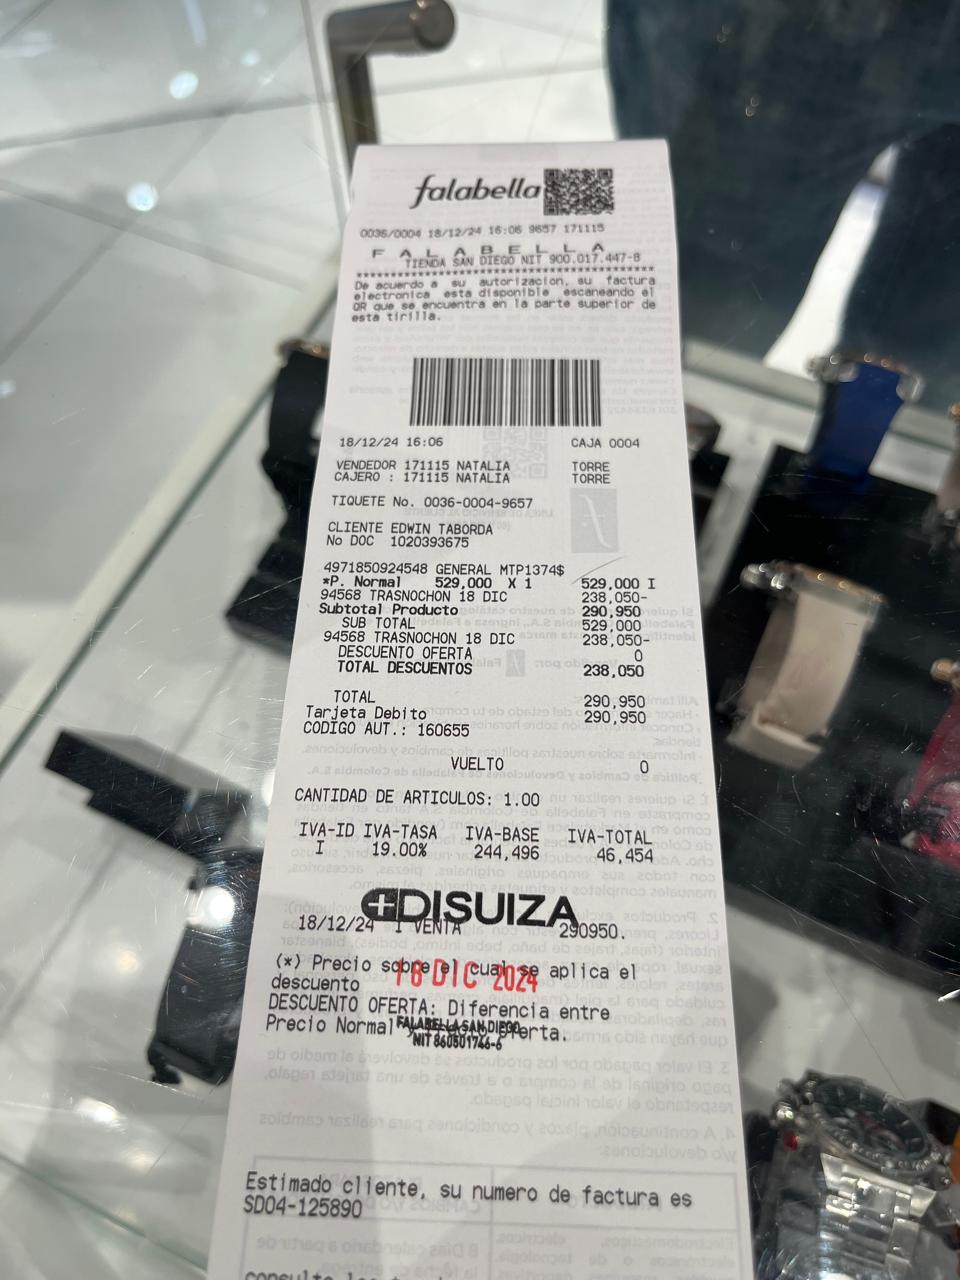 falabella
0036/0004 18/12/24 16:06 9657 171115
F A L A B E L L A
TIENDA SAN DIEGO NIT 900.017.447-8
**********************************************
De acuerdo a su autorizacion, su factura
electronica esta disponible escaneando el
QR que se encuentra en la parte superior de
esta tirilla.
18/12/24 16:06 CAJA 0004
VENDEDOR 171115 NATALIA TORRE
CAJERO : 171115 NATALIA TORRE
TIQUETE No. 0036-0004-9657
CLIENTE EDWIN TABORDA
No DOC 1020393675
4971850924548 GENERAL MTP1374$
*P. Normal 529,000 X 1 529,000 I
94568 TRASNOCHON 18 DIC 238,050-
Subtotal Producto 290,950
SUB TOTAL 529,000
94568 TRASNOCHON 18 DIC 238,050-
DESCUENTO OFERTA 0
TOTAL DESCUENTOS 238,050
TOTAL 290,950
Tarjeta Debito 290,950
CODIGO AUT.: 160655
VUELTO 0
CANTIDAD DE ARTICULOS: 1.00
IVA-ID IVA-TASA IVA-BASE IVA-TOTAL
I 19.00% 244,496 46,454
DISUIZA
18/12/24 1 VENTA 290950.
(*) Precio sobre el cual se aplica el
descuento
18 DIC 2024
DESCUENTO OFERTA: Diferencia entre
Precio Normal y Precio Oferta.
FALABELLA SAN DIEGO
NIT 860501746-6
Estimado cliente, su numero de factura es
SD04-125890